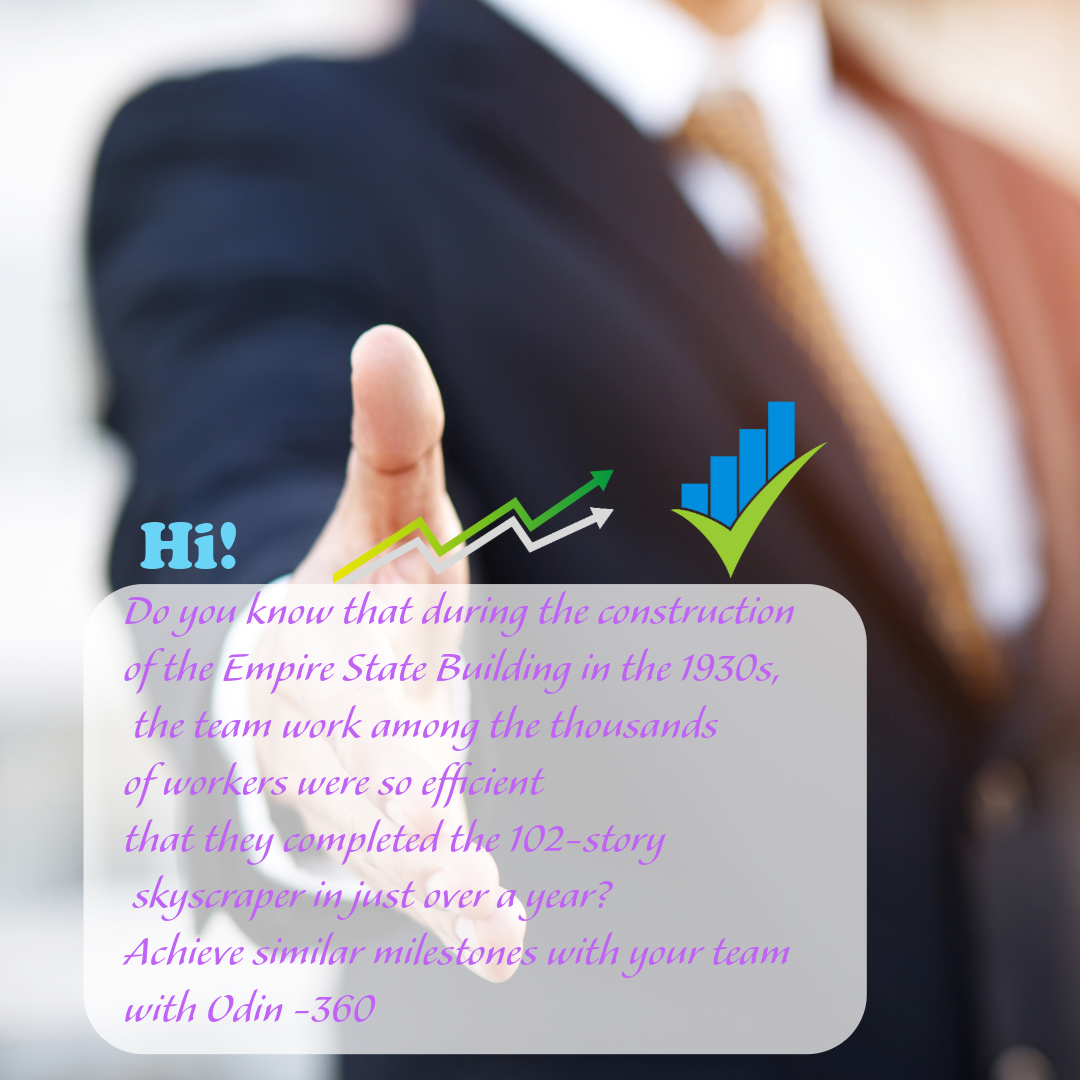 Hi!
Do you know that during the construction
of the Empire State Building in the 1930s,
the team work among the thousands
of workers were so efficient
that they completed the 102-story
skyscraper in just over a year?
Achieve similar milestones with your team
with Odin -360